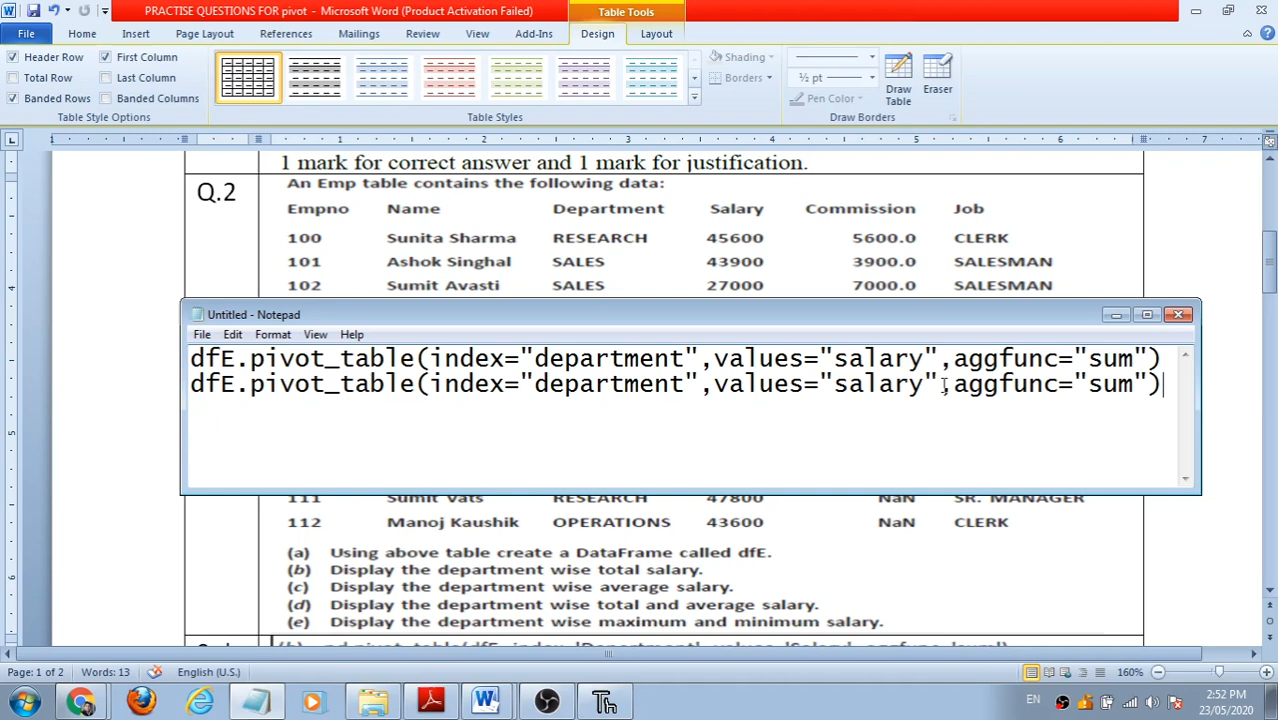 PRACTISE QUESTIONS FOR pivot - Microsoft Word (Product Activation Failed)
Table Tools
File Home Insert Page Layout References Mailings Review View Add-Ins Design Layout
Header Row First Column
Total Row Last Column
Banded Rows Banded Columns
Table Style Options
Table Styles
Shading
Borders
½ pt
Pen Color
Draw Table
Eraser
Draw Borders
1 mark for correct answer and 1 mark for justification.
Q.2
An Emp table contains the following data:
Empno Name Department Salary Commission Job
100 Sunita Sharma RESEARCH 45600 5600.0 CLERK
101 Ashok Singhal SALES 43900 3900.0 SALESMAN
102 Sumit Avasti SALES 27000 7000.0 SALESMAN
Untitled - Notepad
File Edit Format View Help
dfE.pivot_table(index="department",values="salary",aggfunc="sum")
dfE.pivot_table(index="department",values="salary",aggfunc="sum")
111 Sumit Vats RESEARCH 47800 NaN SR. MANAGER
112 Manoj Kaushik OPERATIONS 43600 NaN CLERK
(a) Using above table create a DataFrame called dfE.
(b) Display the department wise total salary.
(c) Display the department wise average salary.
(d) Display the department wise total and average salary.
(e) Display the department wise maximum and minimum salary.
Page: 1 of 2 Words: 13 English (U.S.) 160%
EN 2:52 PM
23/05/2020